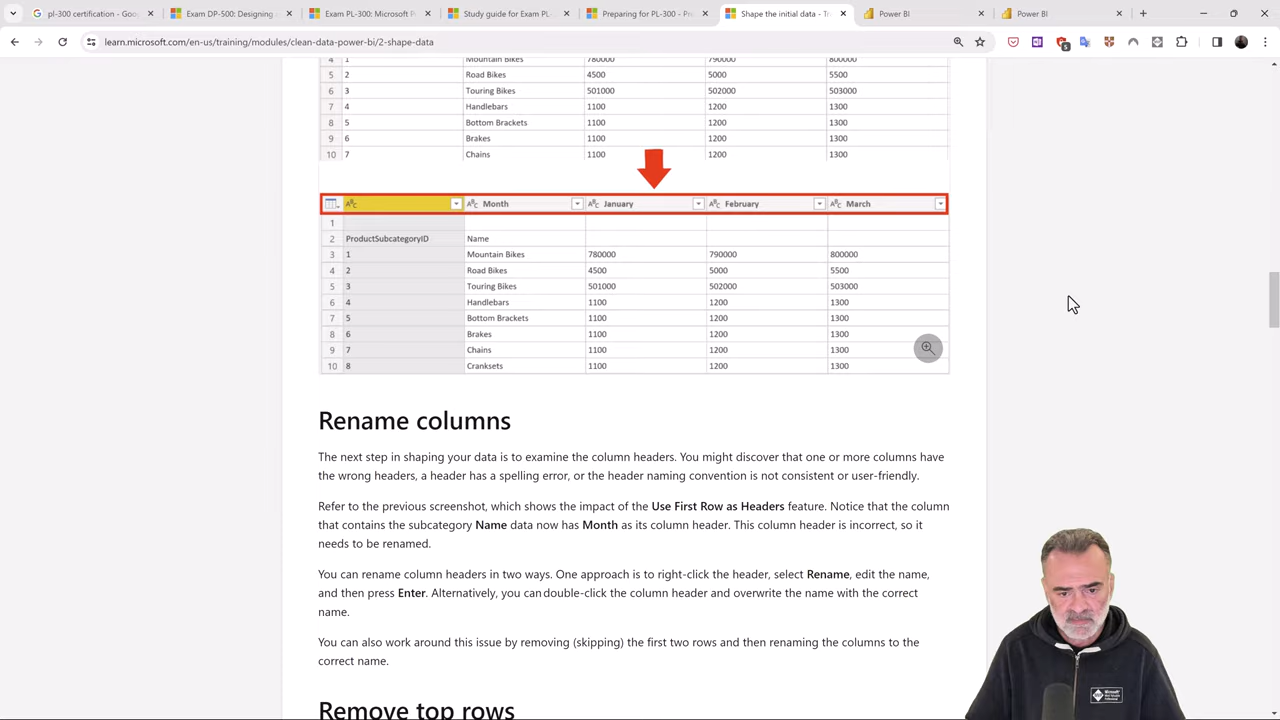 pl-300 certification - G
Exam DP-500: Designing
Exam PL-300: Microsoft P
Study guide for Exam PL-
Preparing for PL-300 - Pe
Shape the initial data - Tr
Power BI
Power BI
learn.microsoft.com/en-us/training/modules/clean-data-power-bi/2-shape-data
5
4 1 Mountain Bikes 780000 790000 800000
5 2 Road Bikes 4500 5000 5500
6 3 Touring Bikes 501000 502000 503000
7 4 Handlebars 1100 1200 1300
8 5 Bottom Brackets 1100 1200 1300
9 6 Brakes 1100 1200 1300
10 7 Chains 1100 1200 1300
ABC ABC Month ABC January ABC February ABC March
1
2 ProductSubcategoryID Name
3 1 Mountain Bikes 780000 790000 800000
4 2 Road Bikes 4500 5000 5500
5 3 Touring Bikes 501000 502000 503000
6 4 Handlebars 1100 1200 1300
7 5 Bottom Brackets 1100 1200 1300
8 6 Brakes 1100 1200 1300
9 7 Chains 1100 1200 1300
10 8 Cranksets 1100 1200 1300
Rename columns
The next step in shaping your data is to examine the column headers. You might discover that one or more columns have
the wrong headers, a header has a spelling error, or the header naming convention is not consistent or user-friendly.
Refer to the previous screenshot, which shows the impact of the Use First Row as Headers feature. Notice that the column
that contains the subcategory Name data now has Month as its column header. This column header is incorrect, so it
needs to be renamed.
You can rename column headers in two ways. One approach is to right-click the header, select Rename, edit the name,
and then press Enter. Alternatively, you can double-click the column header and overwrite the name with the correct
name.
You can also work around this issue by removing (skipping) the first two rows and then renaming the columns to the
correct name.
Remove top rows
Microsoft